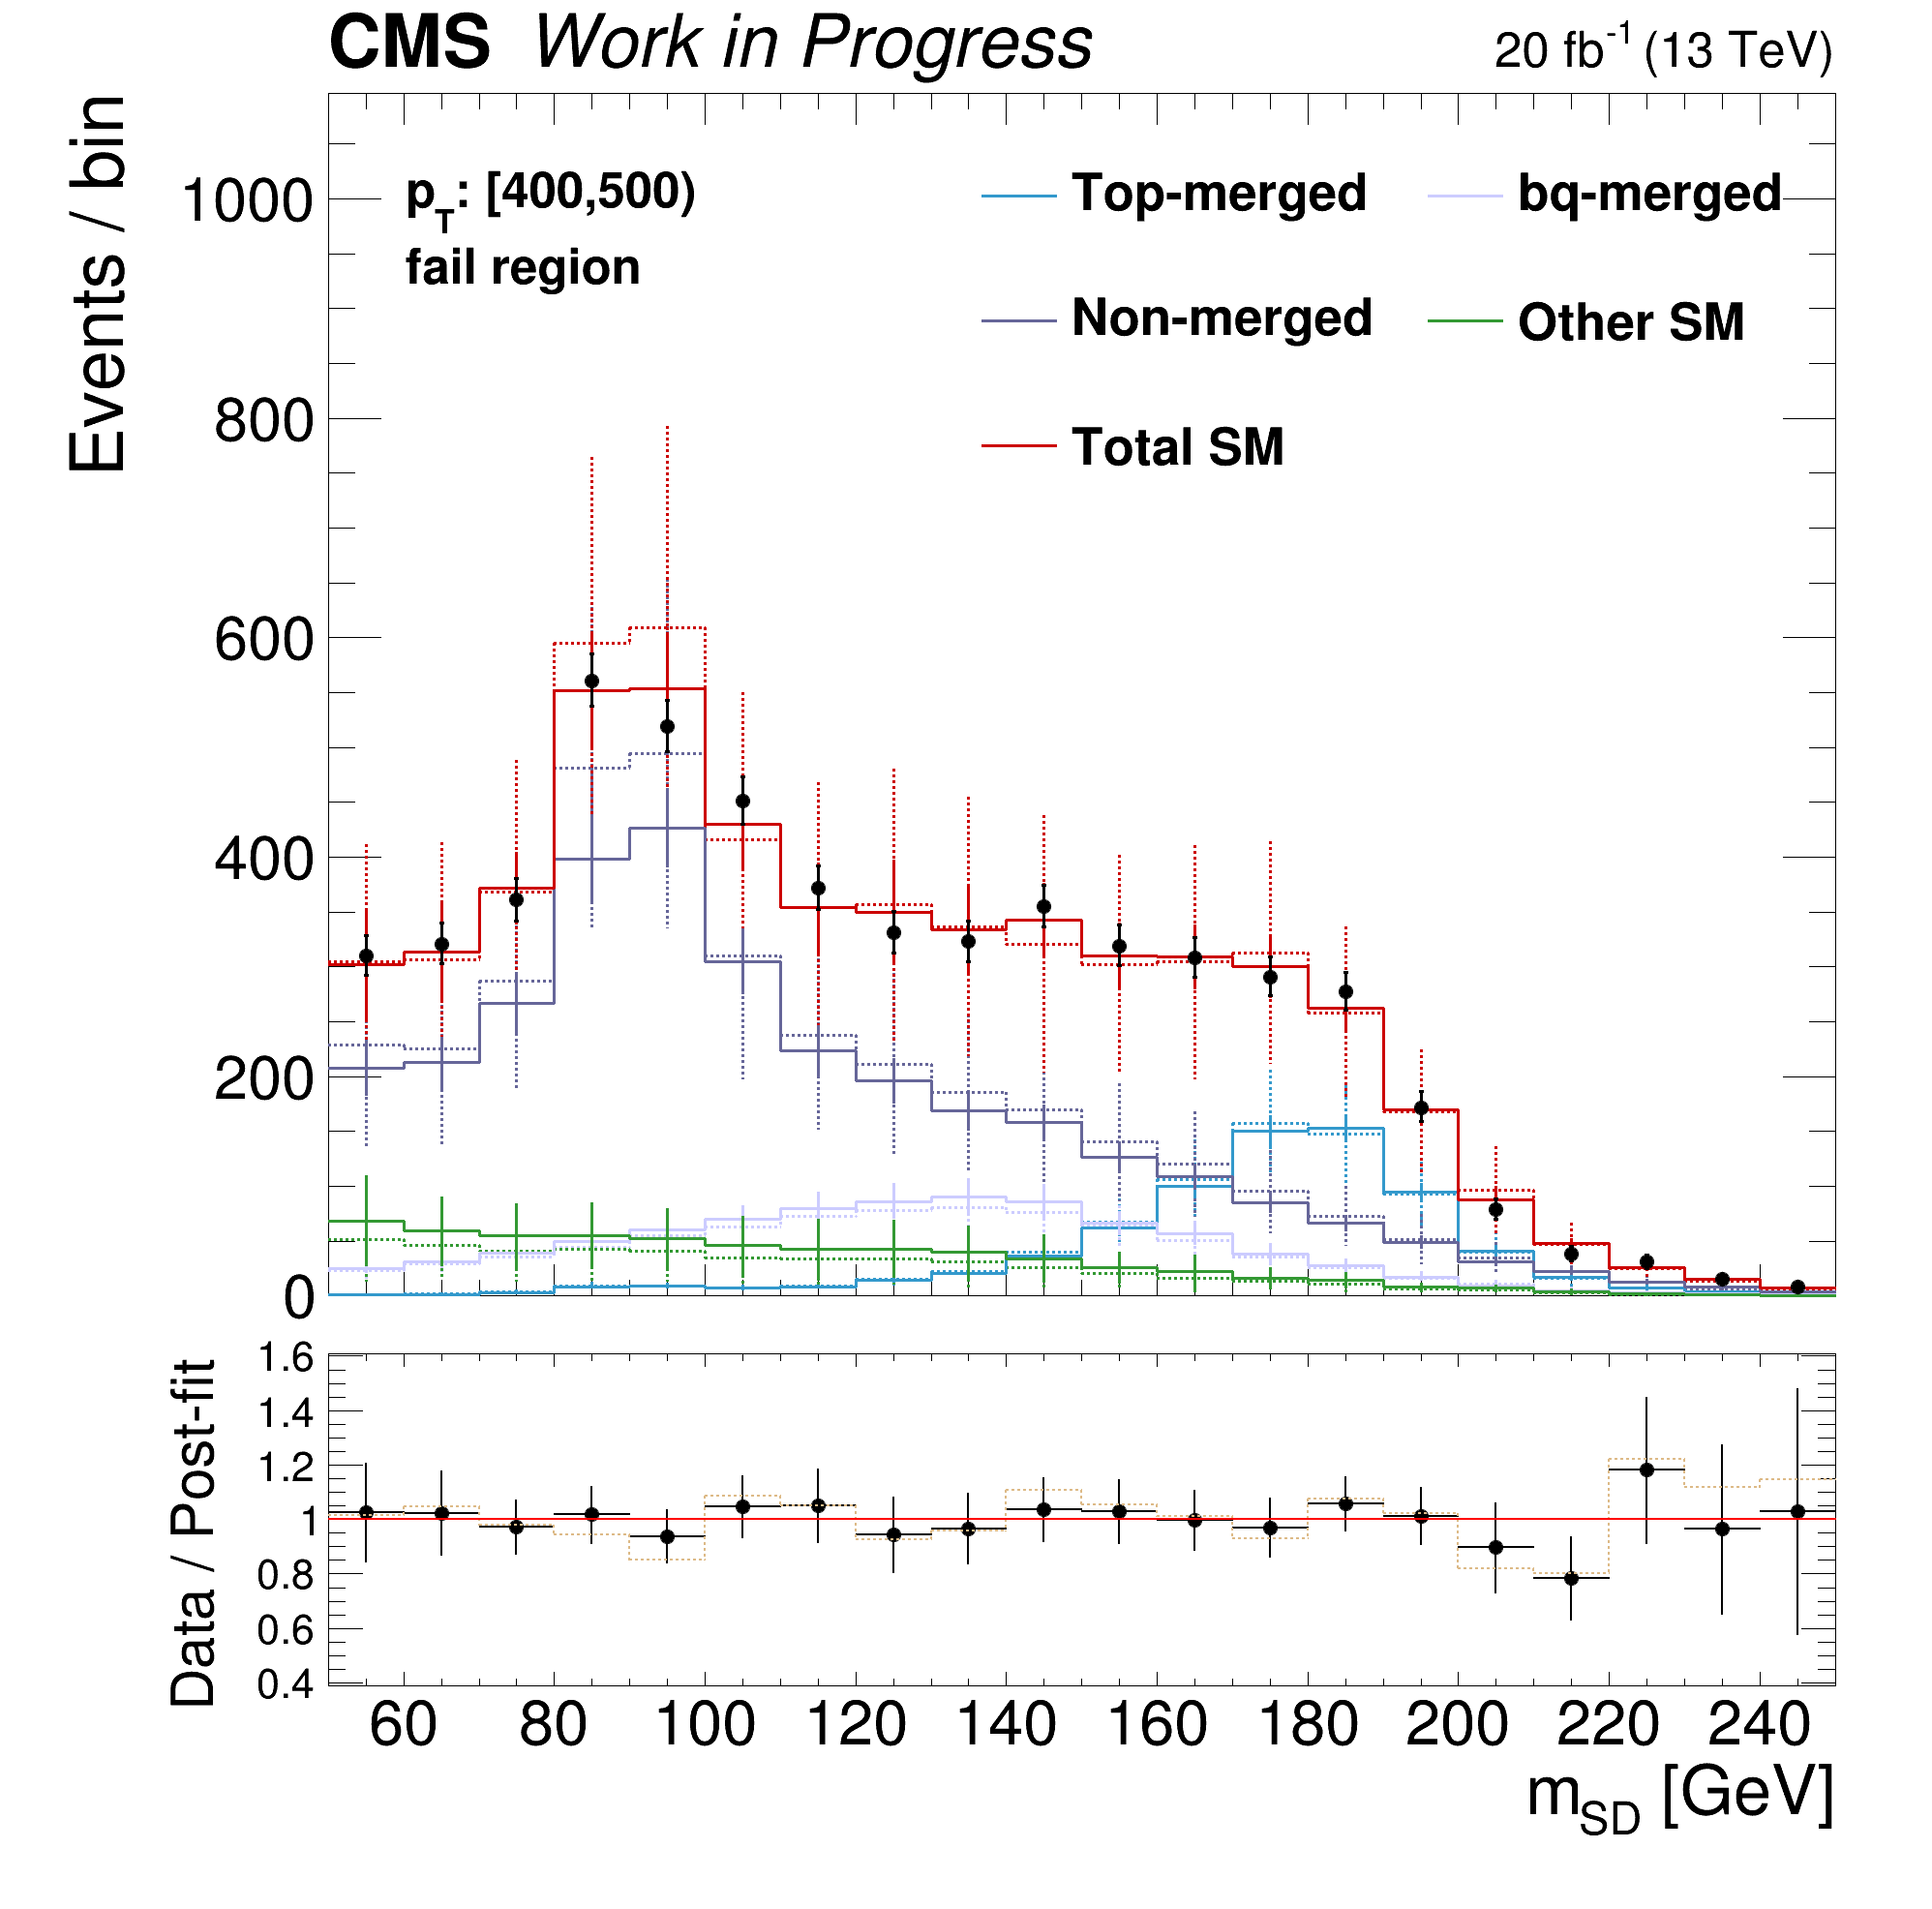 CMS Work in Progress
20 fb-1 (13 TeV)
Events / bin
1000
800
600
400
200
0
pT: [400,500)
fail region
Top-merged
bq-merged
Non-merged
Other SM
Total SM
Data / Post-fit
1.6
1.4
1.2
1
0.8
0.6
0.4
60 80 100 120 140 160 180 200 220 240
mSD [GeV]